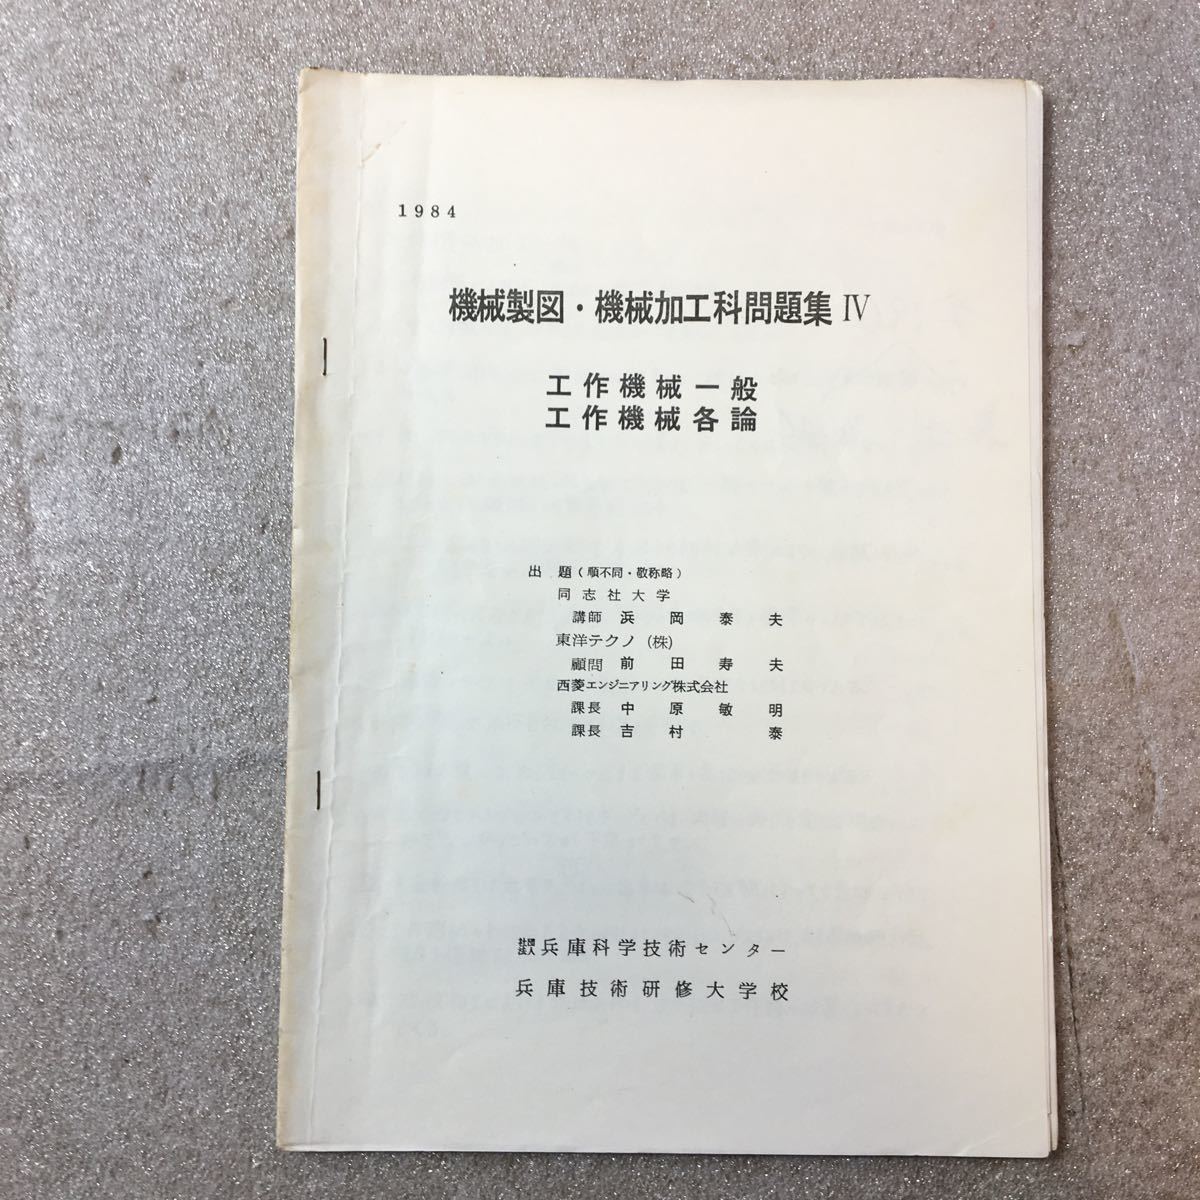 1984
機械製図・機械加工科問題集 IV
工作機械一般
工作機械各論
出 題(順不同・敬称略)
同志社大学
講師 浜岡泰夫
東洋テクノ(株)
顧問 前田寿夫
西菱エンジニアリング株式会社
課長 中原敏明
課長 吉村泰
兵庫科学技術センター
兵庫技術研修大学校